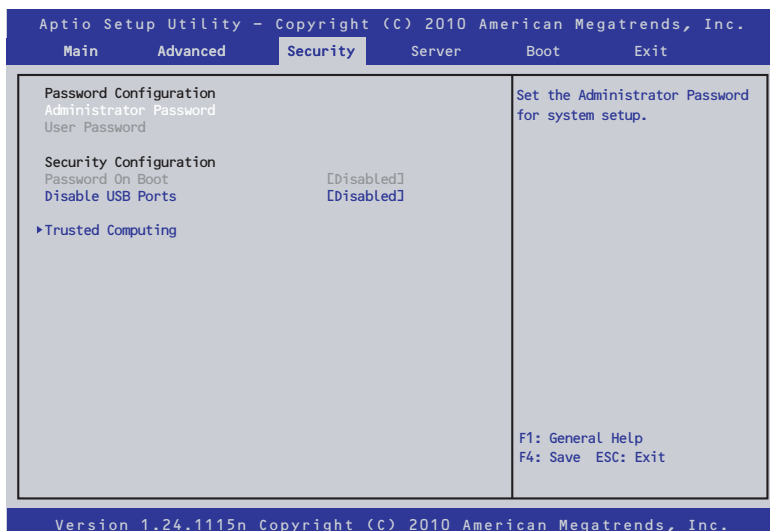 Aptio Setup Utility – Copyright (C) 2010 American Megatrends, Inc.
Main Advanced Security Server Boot Exit
Password Configuration
Administrator Password
User Password
Security Configuration
Password On Boot [Disabled]
Disable USB Ports [Disabled]
▶Trusted Computing
Set the Administrator Password
for system setup.
F1: General Help
F4: Save ESC: Exit
Version 1.24.1115n Copyright (C) 2010 American Megatrends, Inc.